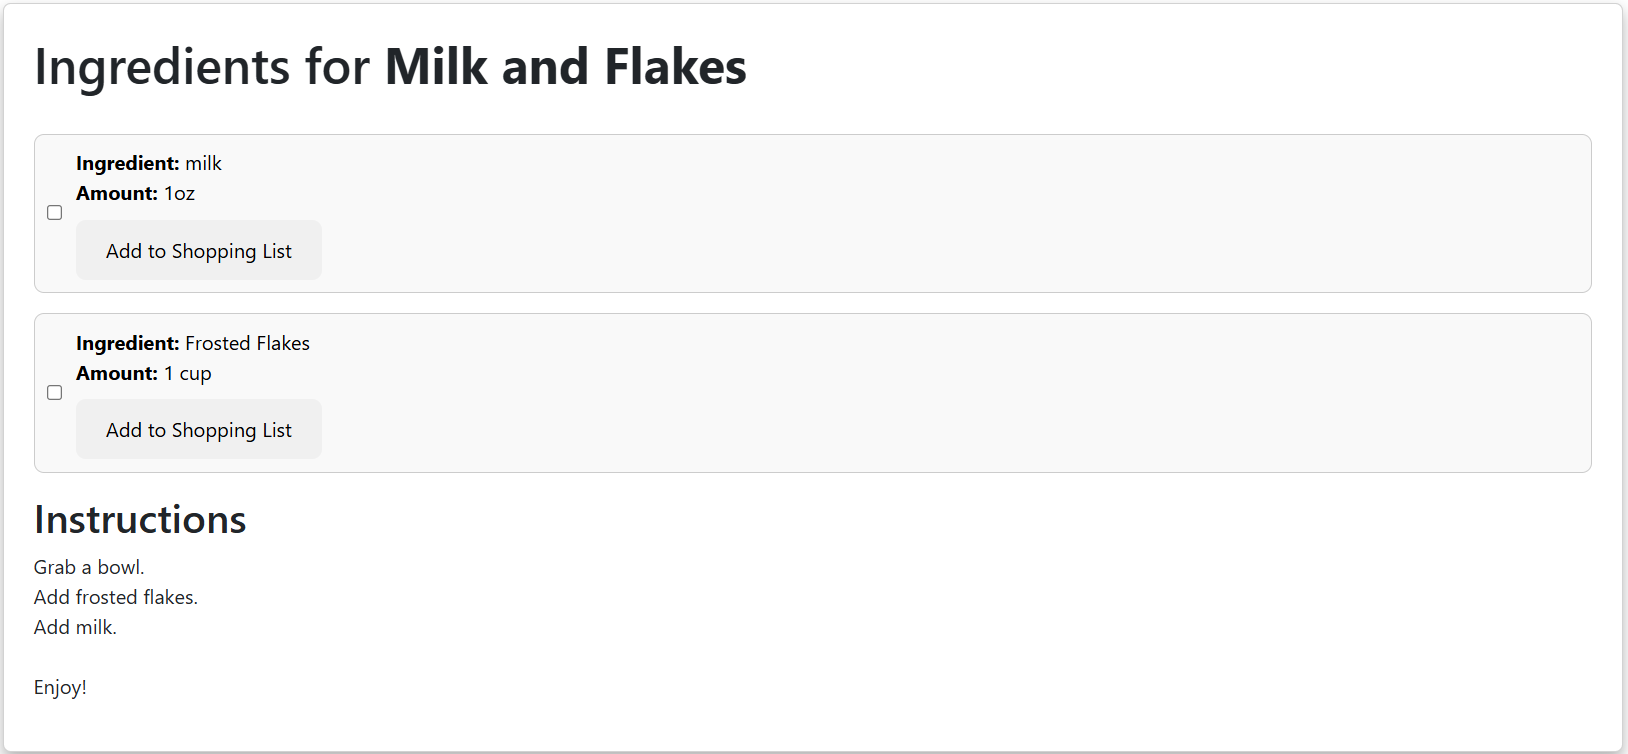 Ingredients for Milk and Flakes
Ingredient: milk
Amount: 1oz
Add to Shopping List
Ingredient: Frosted Flakes
Amount: 1 cup
Add to Shopping List
Instructions
Grab a bowl.
Add frosted flakes.
Add milk.
Enjoy!